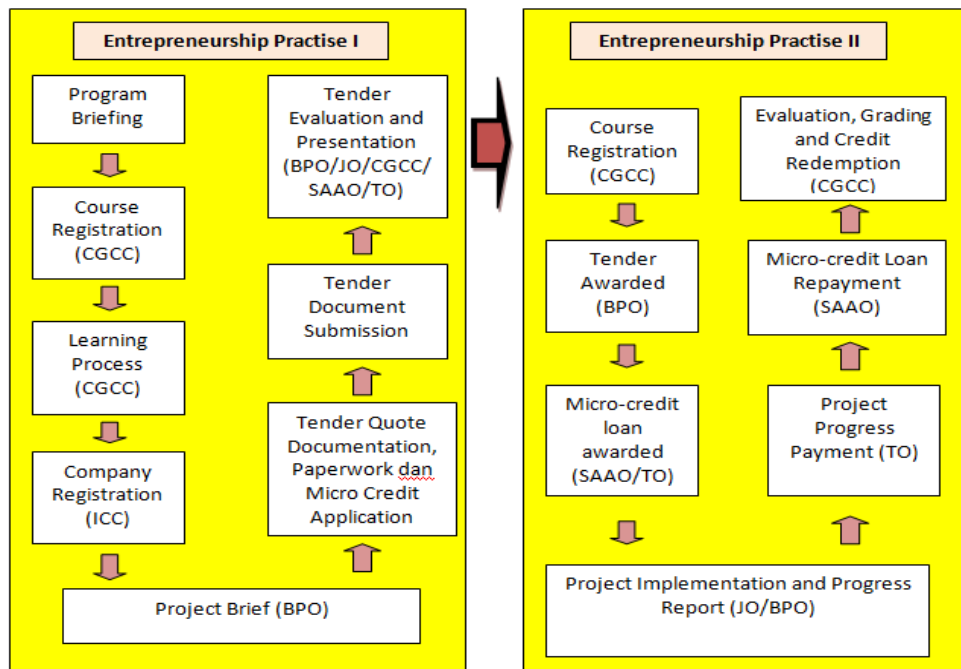 Entrepreneurship Practise I
Program
Briefing
Course
Registration
(CGCC)
Learning
Process
(CGCC)
Company
Registration
(ICC)
Project Brief (BPO)
Tender Quote
Documentation,
Paperwork dan
Micro Credit
Application
Tender
Document
Submission
Tender
Evaluation and
Presentation
(BPO/JO/CGCC/
SAAO/TO)
Entrepreneurship Practise II
Course
Registration
(CGCC)
Tender
Awarded
(BPO)
Micro-credit
loan
awarded
(SAAO/TO)
Project Implementation and Progress
Report (JO/BPO)
Project
Progress
Payment (TO)
Micro-credit Loan
Repayment
(SAAO)
Evaluation, Grading
and Credit
Redemption
(CGCC)